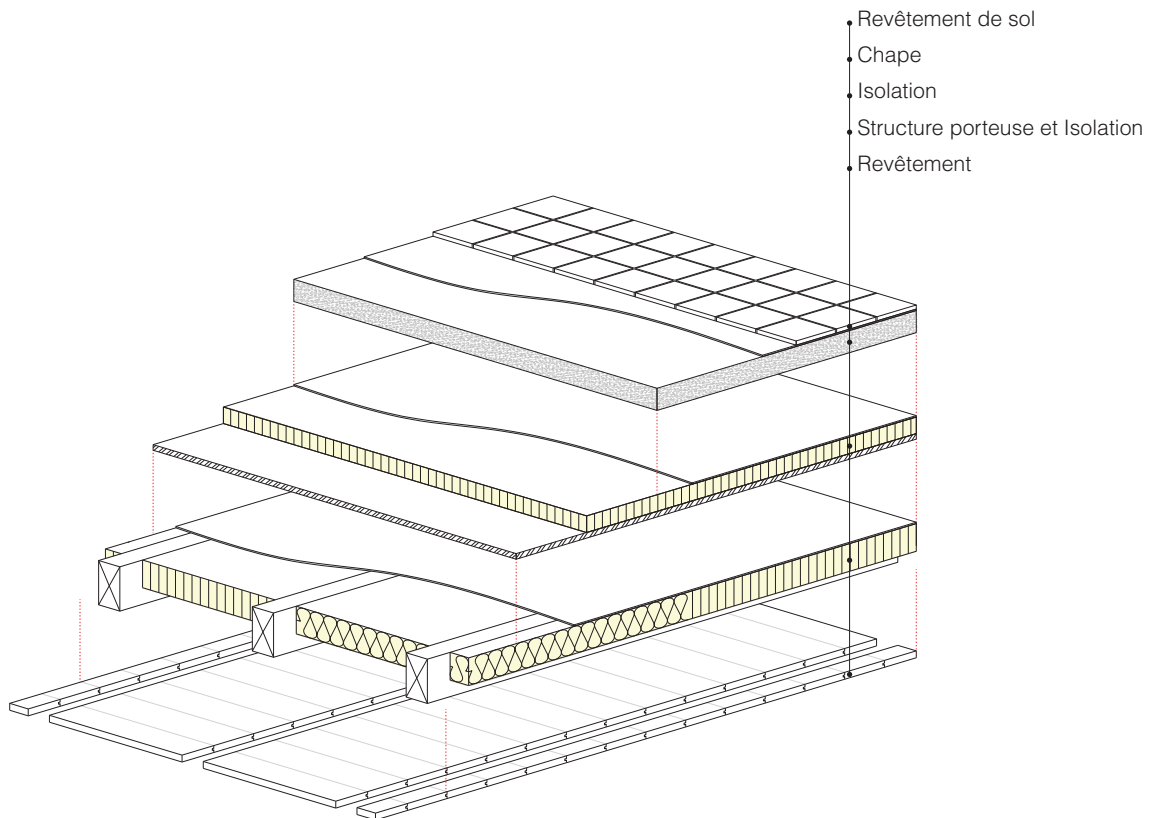 Revêtement de sol
Chape
Isolation
Structure porteuse et Isolation
Revêtement